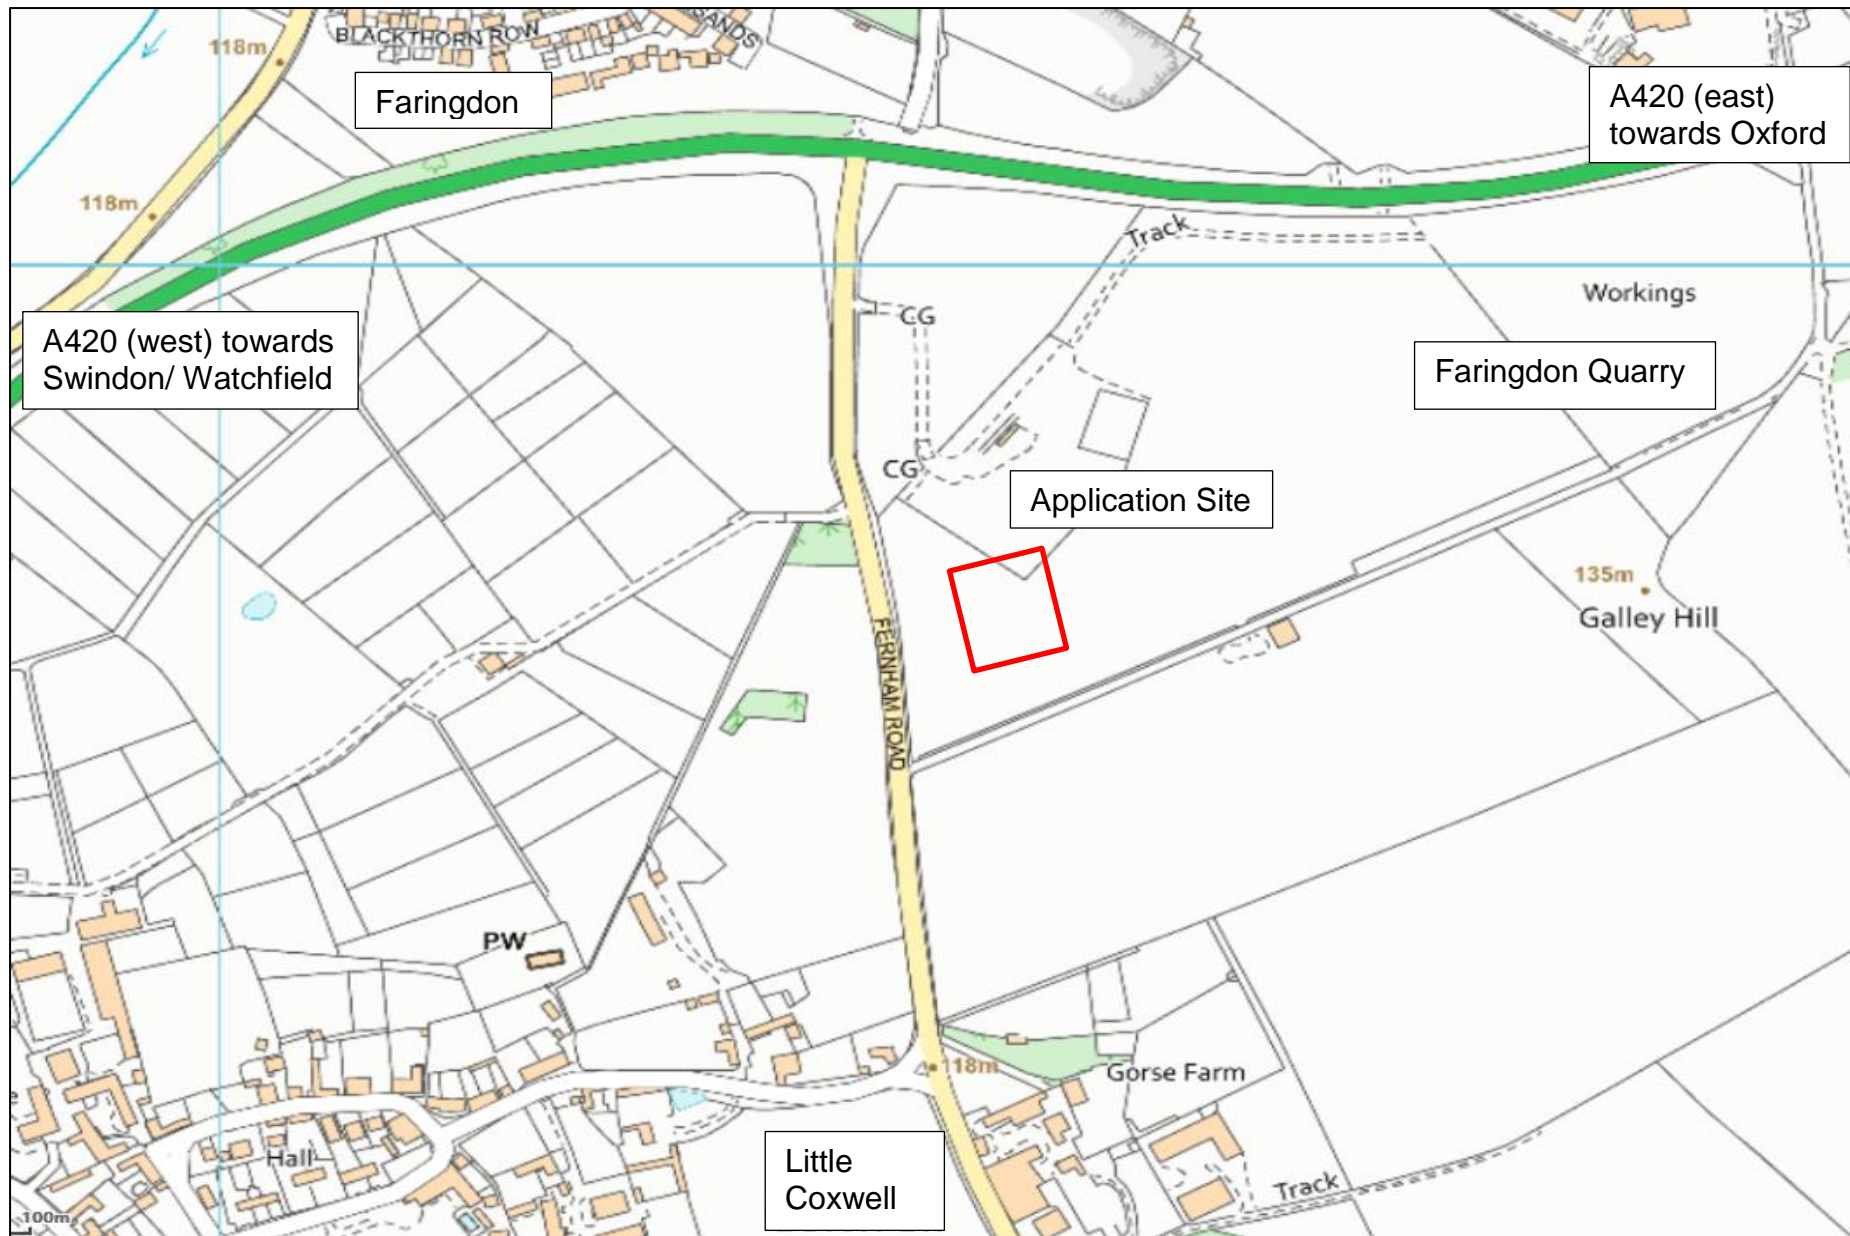 SANDS
BLACKTHORN ROW
118m
Faringdon
A420 (east)
towards Oxford
118m
Track
Workings
CG
A420 (west) towards
Swindon/ Watchfield
Faringdon Quarry
CG
Application Site
135m
Galley Hill
FERNHAM ROAD
PW
118m
Gorse Farm
Hall
Little
Coxwell
Track
100m